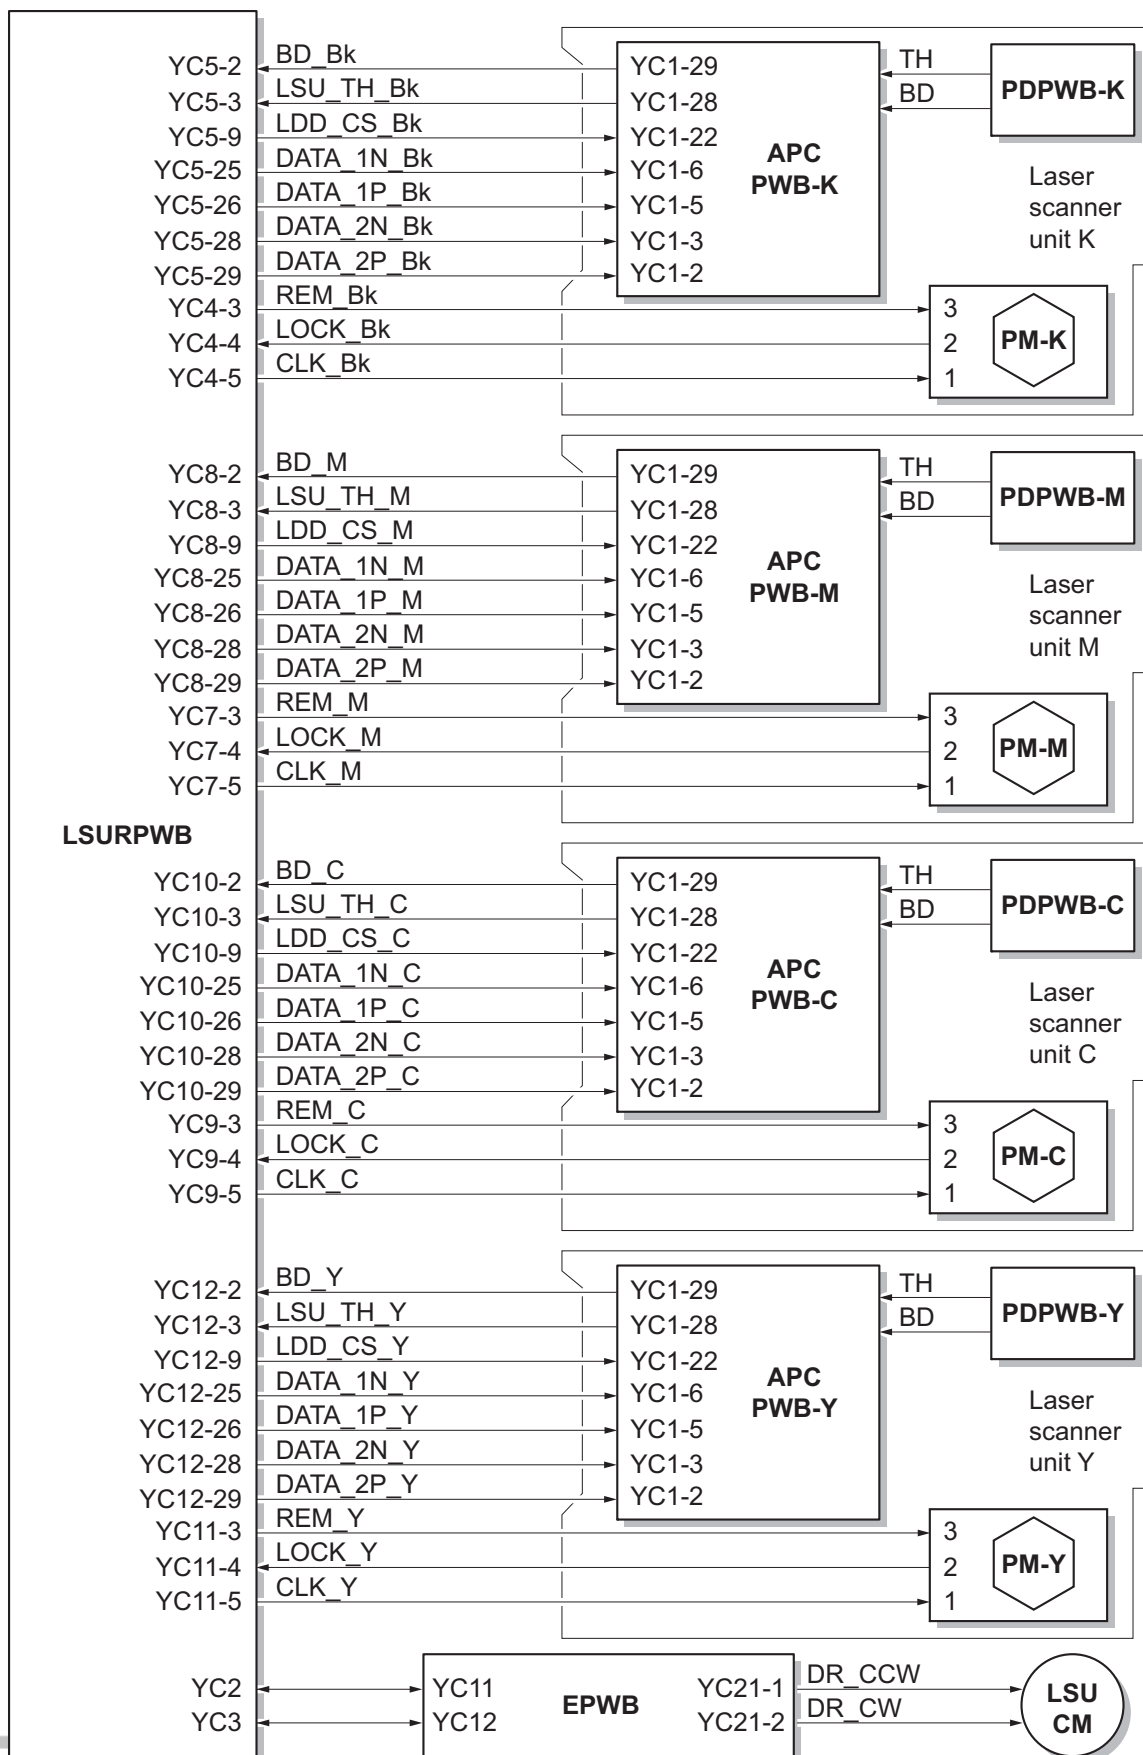 YC5-2 BD_Bk YC1-29 TH PDPWB-K
YC5-3 LSU_TH_Bk YC1-28 BD
YC5-9 LDD_CS_Bk YC1-22 APC PWB-K
YC5-25 DATA_1N_Bk YC1-6
YC5-26 DATA_1P_Bk YC1-5
YC5-28 DATA_2N_Bk YC1-3
YC5-29 DATA_2P_Bk YC1-2
Laser
scanner
unit K
YC4-3 REM_Bk 3
YC4-4 LOCK_Bk 2 PM-K
YC4-5 CLK_Bk 1
YC8-2 BD_M YC1-29 TH PDPWB-M
YC8-3 LSU_TH_M YC1-28 BD
YC8-9 LDD_CS_M YC1-22 APC PWB-M
YC8-25 DATA_1N_M YC1-6
YC8-26 DATA_1P_M YC1-5
YC8-28 DATA_2N_M YC1-3
YC8-29 DATA_2P_M YC1-2
Laser
scanner
unit M
YC7-3 REM_M 3
YC7-4 LOCK_M 2 PM-M
YC7-5 CLK_M 1
LSURPWB
YC10-2 BD_C YC1-29 TH PDPWB-C
YC10-3 LSU_TH_C YC1-28 BD
YC10-9 LDD_CS_C YC1-22 APC PWB-C
YC10-25 DATA_1N_C YC1-6
YC10-26 DATA_1P_C YC1-5
YC10-28 DATA_2N_C YC1-3
YC10-29 DATA_2P_C YC1-2
Laser
scanner
unit C
YC9-3 REM_C 3
YC9-4 LOCK_C 2 PM-C
YC9-5 CLK_C 1
YC12-2 BD_Y YC1-29 TH PDPWB-Y
YC12-3 LSU_TH_Y YC1-28 BD
YC12-9 LDD_CS_Y YC1-22 APC PWB-Y
YC12-25 DATA_1N_Y YC1-6
YC12-26 DATA_1P_Y YC1-5
YC12-28 DATA_2N_Y YC1-3
YC12-29 DATA_2P_Y YC1-2
Laser
scanner
unit Y
YC11-3 REM_Y 3
YC11-4 LOCK_Y 2 PM-Y
YC11-5 CLK_Y 1
YC2 YC11 EPWB YC21-1 DR_CCW LSU CM
YC3 YC12 YC21-2 DR_CW